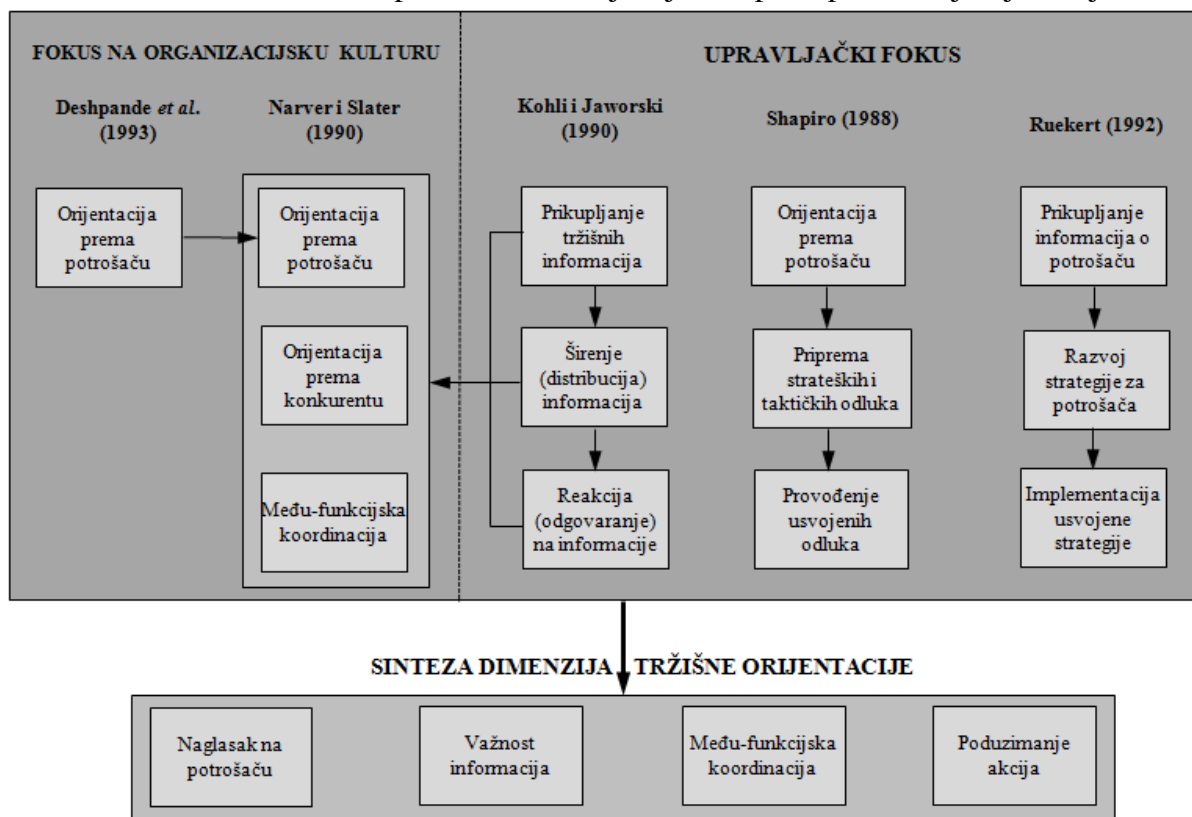 FOKUS NA ORGANIZACIJSKU KULTURU
UPRAVLJAČKI FOKUS
Deshpande et al.
(1993)
Narver i Slater
(1990)
Kohli i Jaworski
(1990)
Shapiro (1988)
Ruekert (1992)
Orijentacija
prema
potrošaču
Orijentacija
prema
potrošaču
Orijentacija
prema
konkurentu
Među-funkcijska
koordinacija
Prikupljanje
tržišnih
informacija
Širenje
(distribucija)
informacija
Reakcija
(odgovaranje)
na informacije
Orijentacija
prema
potrošaču
Priprema
strateških i
taktičkih odluka
Provođenje
usvojenih
odluka
Prikupljanje
informacija o
potrošaču
Razvoj
strategije za
potrošača
Implementacija
usvojene
strategije
SINTEZA DIMENZIJA TRŽIŠNE ORIJENTACIJE
Naglasak na
potrošaču
Važnost
informacija
Među-funkcijska
koordinacija
Poduzimanje
akcija